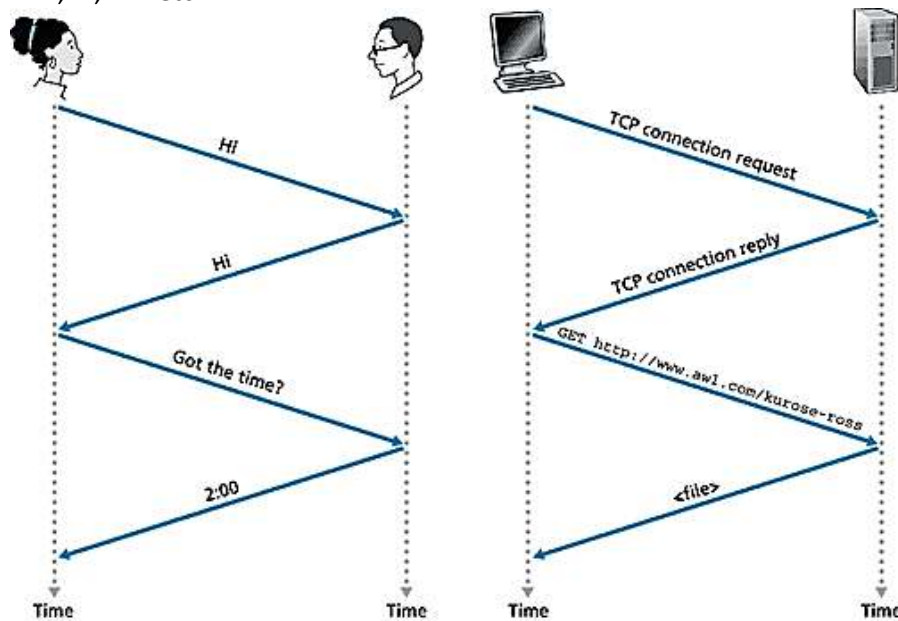 Hi
Hi
Got the time?
2:00
Time
Time
TCP connection request
TCP connection reply
GET http://www.awl.com/kurose-ross
<file>
Time
Time